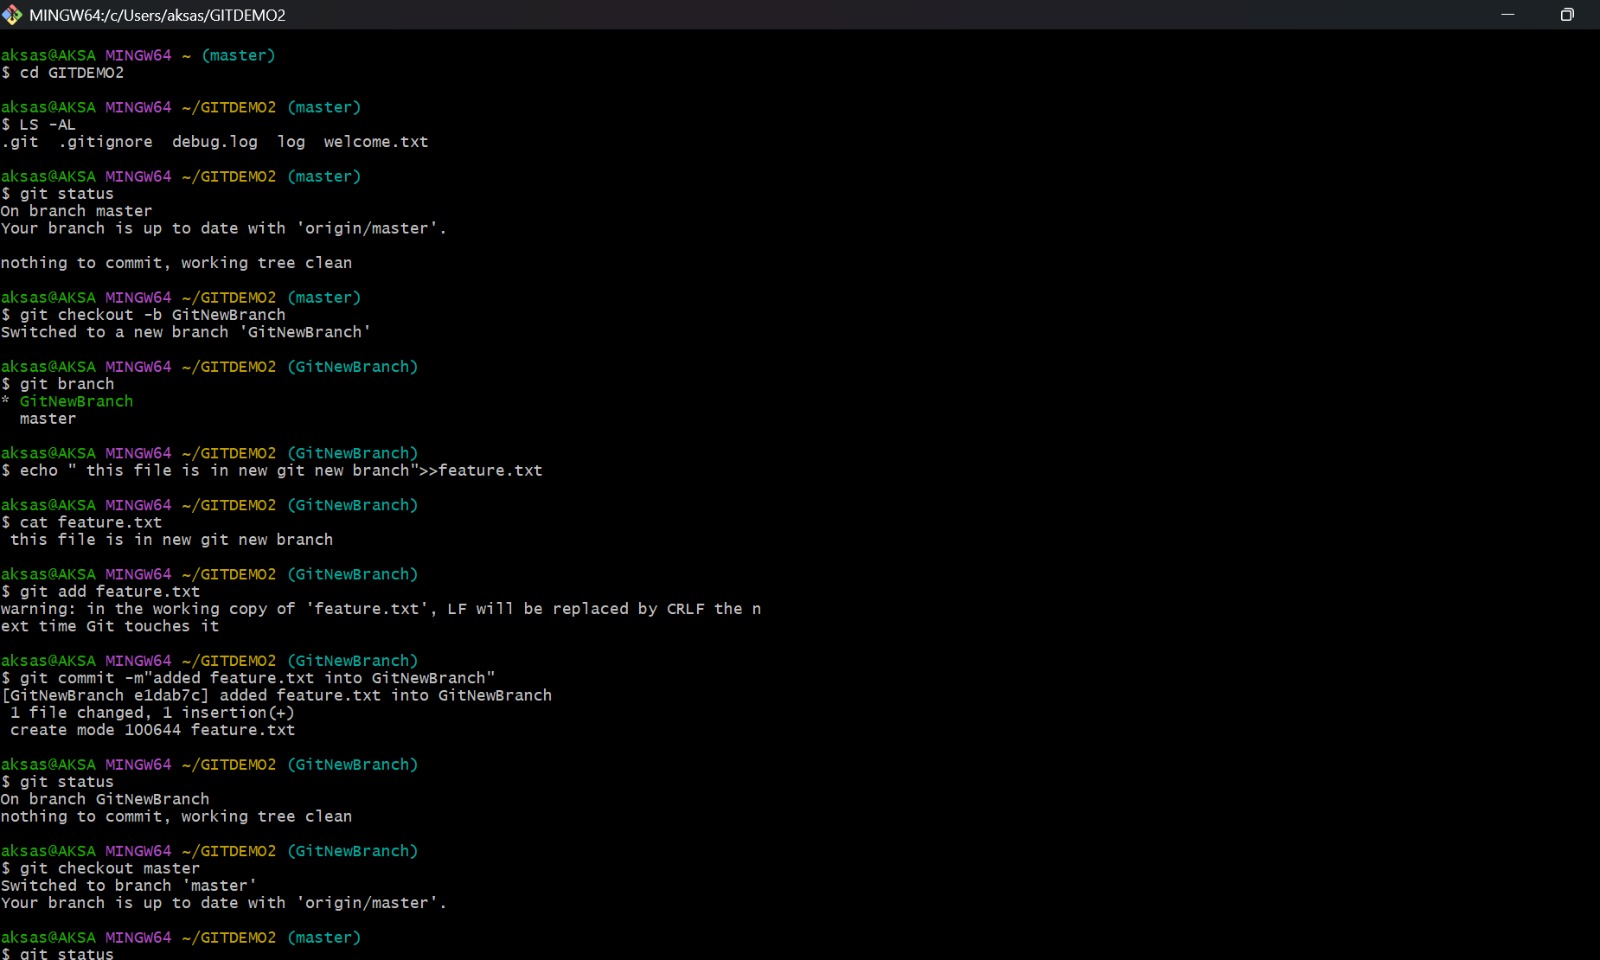 MINGW64:/c/Users/aksas/GITDEMO2
aksas@AKSA MINGW64 ~ (master)
$ cd GITDEMO2
aksas@AKSA MINGW64 ~/GITDEMO2 (master)
$ LS -AL
.git  .gitignore  debug.log  log  welcome.txt
aksas@AKSA MINGW64 ~/GITDEMO2 (master)
$ git status
On branch master
Your branch is up to date with 'origin/master'.
nothing to commit, working tree clean
aksas@AKSA MINGW64 ~/GITDEMO2 (master)
$ git checkout -b GitNewBranch
Switched to a new branch 'GitNewBranch'
aksas@AKSA MINGW64 ~/GITDEMO2 (GitNewBranch)
$ git branch
* GitNewBranch
  master
aksas@AKSA MINGW64 ~/GITDEMO2 (GitNewBranch)
$ echo " this file is in new git new branch">>feature.txt
aksas@AKSA MINGW64 ~/GITDEMO2 (GitNewBranch)
$ cat feature.txt
 this file is in new git new branch
aksas@AKSA MINGW64 ~/GITDEMO2 (GitNewBranch)
$ git add feature.txt
warning: in the working copy of 'feature.txt', LF will be replaced by CRLF the n
ext time Git touches it
aksas@AKSA MINGW64 ~/GITDEMO2 (GitNewBranch)
$ git commit -m"added feature.txt into GitNewBranch"
[GitNewBranch e1dab7c] added feature.txt into GitNewBranch
 1 file changed, 1 insertion(+)
 create mode 100644 feature.txt
aksas@AKSA MINGW64 ~/GITDEMO2 (GitNewBranch)
$ git status
On branch GitNewBranch
nothing to commit, working tree clean
aksas@AKSA MINGW64 ~/GITDEMO2 (GitNewBranch)
$ git checkout master
Switched to branch 'master'
Your branch is up to date with 'origin/master'.
aksas@AKSA MINGW64 ~/GITDEMO2 (master)
$ git status